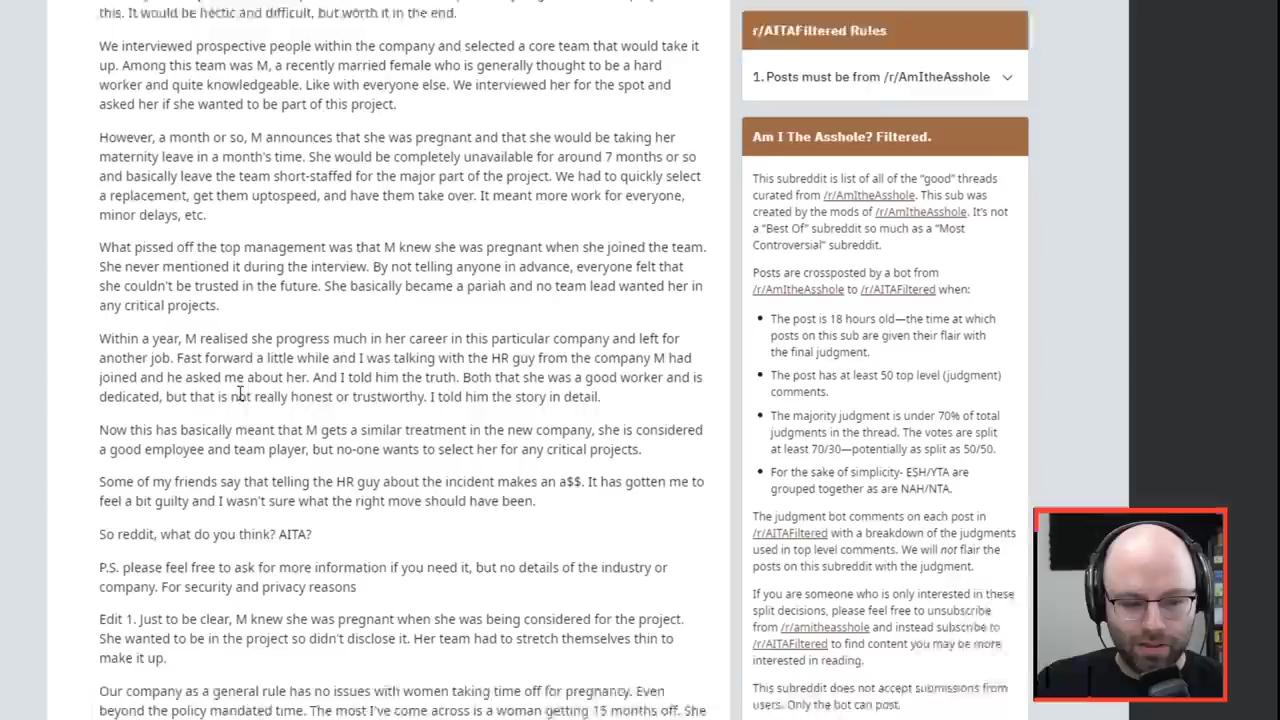 this. It would be hectic and difficult, but worth it in the end.
We interviewed prospective people within the company and selected a core team that would take it
up. Among this team was M, a recently married female who is generally thought to be a hard
worker and quite knowledgeable. Like with everyone else. We interviewed her for the spot and
asked her if she wanted to be part of this project.
However, a month or so, M announces that she was pregnant and that she would be taking her
maternity leave in a month's time. She would be completely unavailable for around 7 months or so
and basically leave the team short-staffed for the major part of the project. We had to quickly select
a replacement, get them uptospeed, and have them take over. It meant more work for everyone,
minor delays, etc.
What pissed off the top management was that M knew she was pregnant when she joined the team.
She never mentioned it during the interview. By not telling anyone in advance, everyone felt that
she couldn't be trusted in the future. She basically became a pariah and no team lead wanted her in
any critical projects.
Within a year, M realised she progress much in her career in this particular company and left for
another job. Fast forward a little while and I was talking with the HR guy from the company M had
joined and he asked me about her. And I told him the truth. Both that she was a good worker and is
dedicated, but that is not really honest or trustworthy. I told him the story in detail.
Now this has basically meant that M gets a similar treatment in the new company, she is considered
a good employee and team player, but no-one wants to select her for any critical projects.
Some of my friends say that telling the HR guy about the incident makes an a$$. It has gotten me to
feel a bit guilty and I wasn't sure what the right move should have been.
So reddit, what do you think? AITA?
P.S. please feel free to ask for more information if you need it, but no details of the industry or
company. For security and privacy reasons
Edit 1. Just to be clear, M knew she was pregnant when she was being considered for the project.
She wanted to be in the project so didn't disclose it. Her team had to stretch themselves thin to
make it up.
Our company as a general rule has no issues with women taking time off for pregnancy. Even
beyond the policy mandated time. The most I've come across is a woman getting 15 months off. She
r/AITAFiltered Rules
1. Posts must be from /r/AmItheAsshole
Am I The Asshole? Filtered.
This subreddit is list of all of the "good" threads
curated from /r/AmItheAsshole. This sub was
created by the mods of /r/AmItheAsshole. It's not
a "Best Of" subreddit so much as a "Most
Controversial" subreddit.
Posts are crossposted by a bot from
/r/AmItheAsshole to /r/AITAFiltered when:
• The post is 18 hours old—the time at which
posts on this sub are given their flair with
the final judgment.
• The post has at least 50 top level (judgment)
comments.
• The majority judgment is under 70% of total
judgments in the thread. The votes are split
at least 70/30—potentially as split as 50/50.
• For the sake of simplicity- ESH/YTA are
grouped together as are NAH/NTA.
The judgment bot comments on each post in
/r/AITAFiltered with a breakdown of the judgments
used in top level comments. We will not flair the
posts on this subreddit with the judgment.
If you are someone who is only interested in these
split decisions, please feel free to unsubscribe
from /r/amitheasshole and instead subscribe to
/r/AITAFiltered to find content you may be more
interested in reading.
This subreddit does not accept submissions from
users. Only the bot can post.